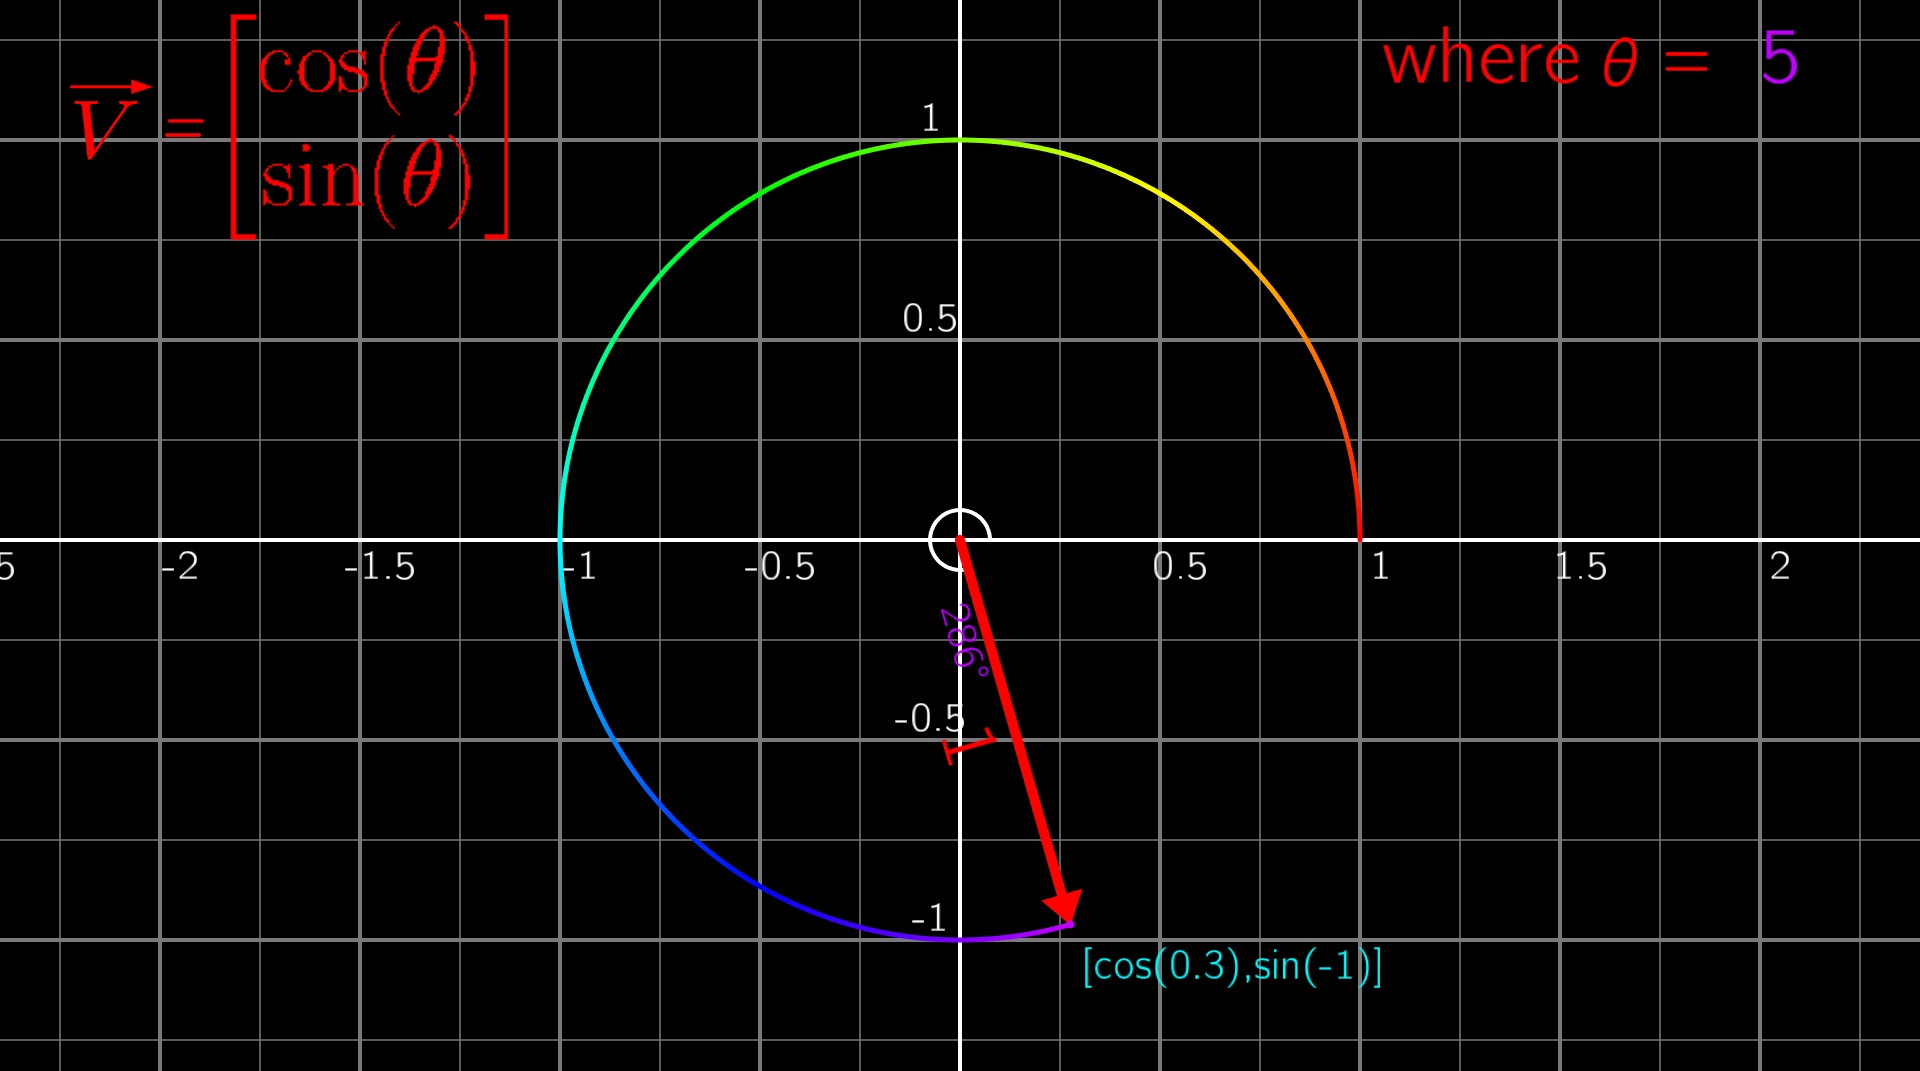 V = [cos(θ) sin(θ)]
where θ = 5
1
0.5
5 -2 -1.5 -1 -0.5 0.5 1 1.5 2
286°
-0.5
1
-1
[cos(0.3),sin(-1)]